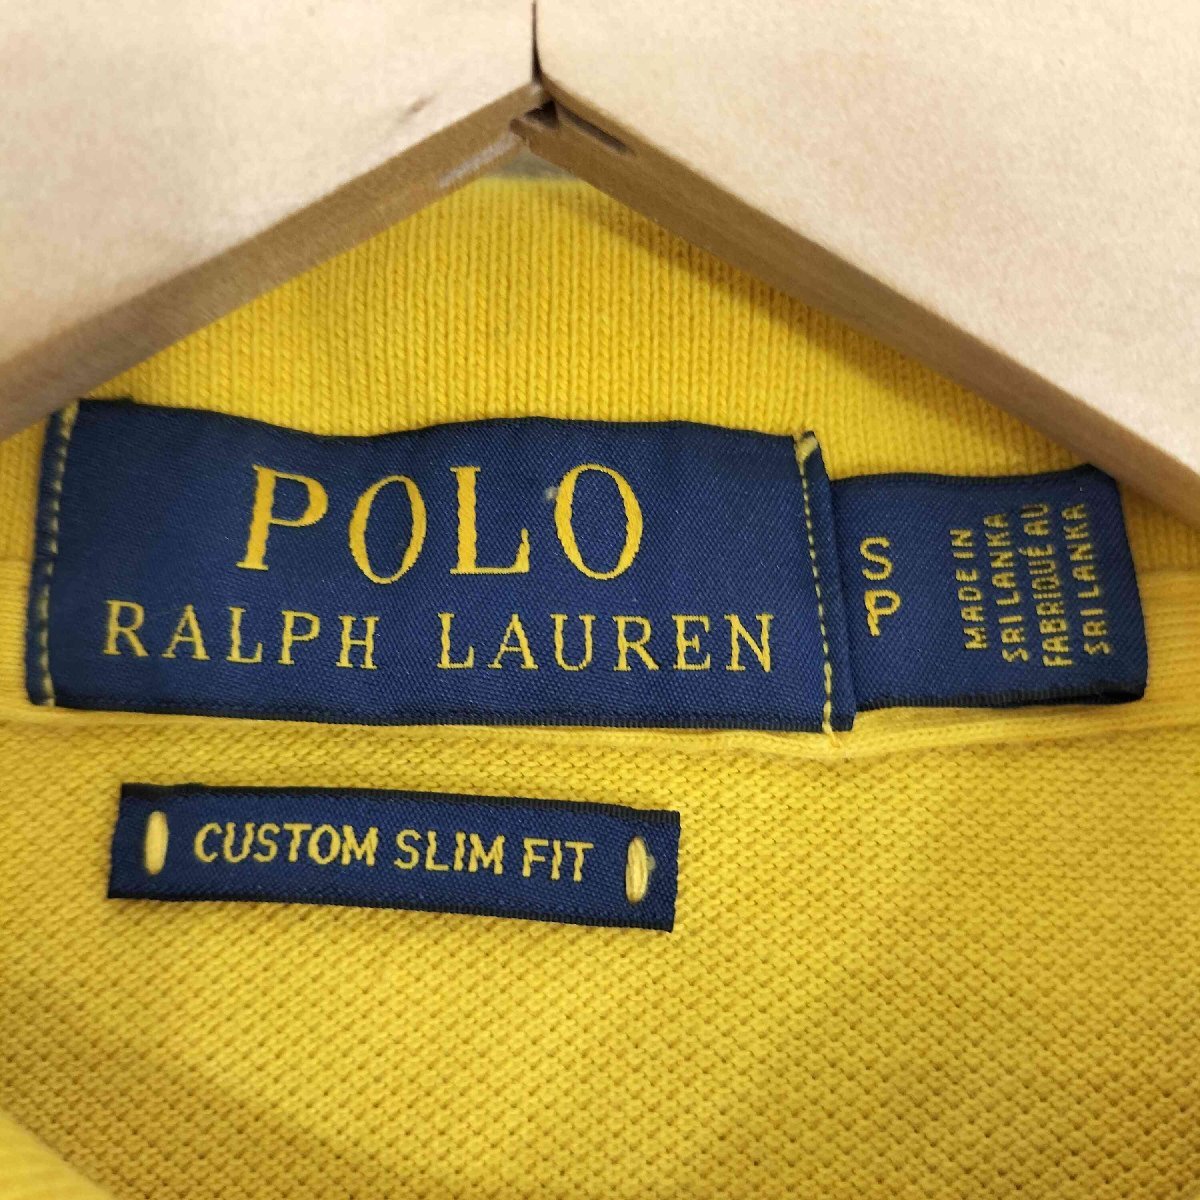 POLO
RALPH LAUREN
S
P
MADE IN
SRI LANKA
FABRIQUÉ AU
SRI LANKA
CUSTOM SLIM FIT